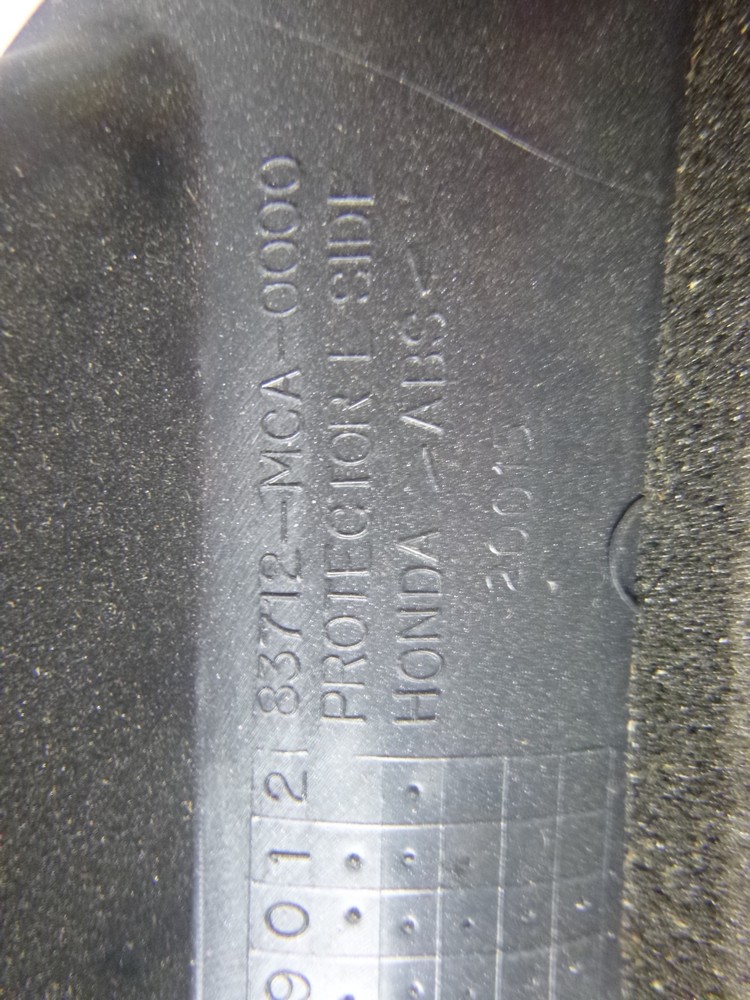 83712-MCA-0000
PROTECTOR L SIDE
HONDA -ABS-
9 0 1 2